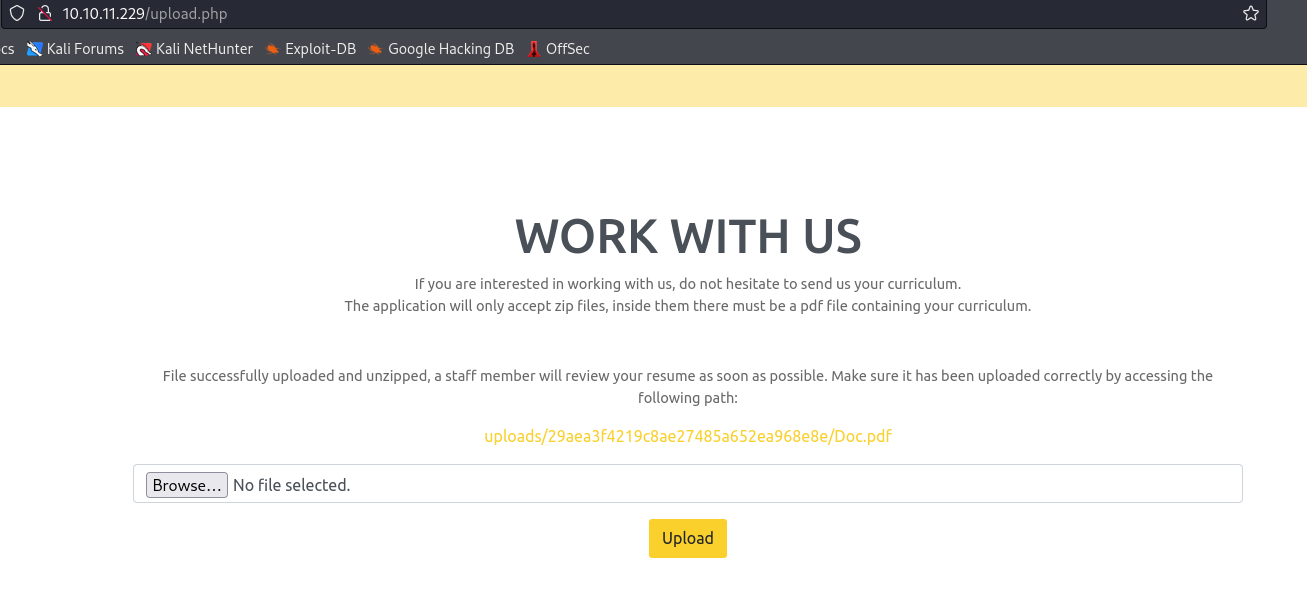 10.10.11.229/upload.php
cs Kali Forums Kali NetHunter Exploit-DB Google Hacking DB OffSec
WORK WITH US
If you are interested in working with us, do not hesitate to send us your curriculum.
The application will only accept zip files, inside them there must be a pdf file containing your curriculum.
File successfully uploaded and unzipped, a staff member will review your resume as soon as possible. Make sure it has been uploaded correctly by accessing the
following path:
uploads/29aea3f4219c8ae27485a652ea968e8e/Doc.pdf
Browse... No file selected.
Upload